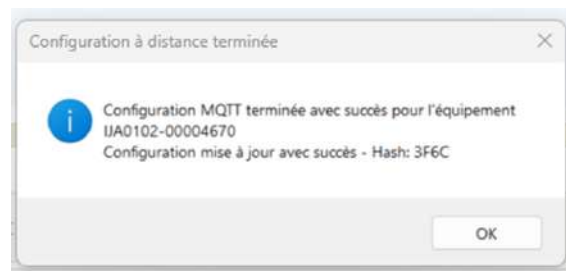 Configuration à distance terminée
Configuration MQTT terminée avec succès pour l'équipement
IJA0102-00004670
Configuration mise à jour avec succès - Hash: 3F6C
OK